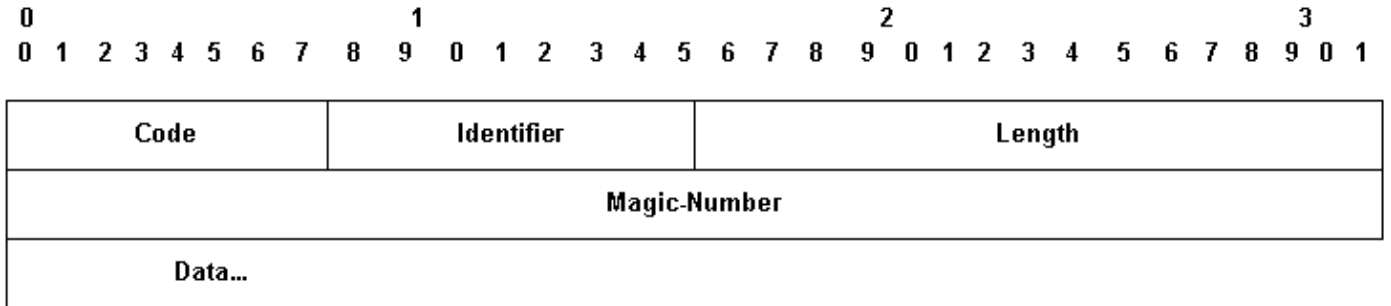 0 1 2 3
0 1 2 3 4 5 6 7 8 9 0 1 2 3 4 5 6 7 8 9 0 1 2 3 4 5 6 7 8 9 0 1
Code Identifier Length
Magic-Number
Data...